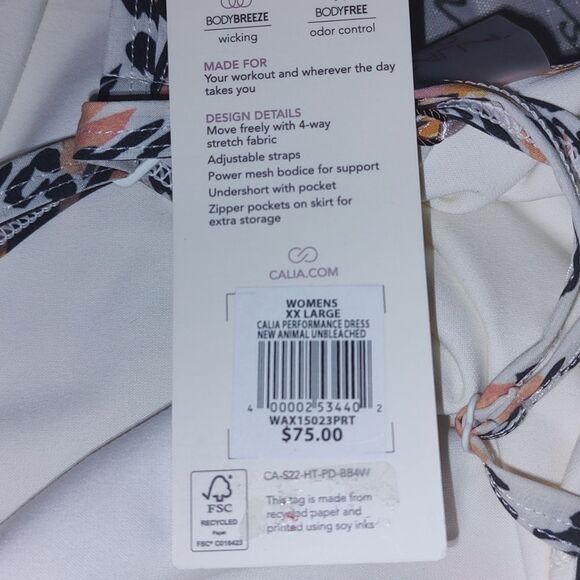 BODYBREEZE BODYFREE
wicking odor control
MADE FOR
Your workout and wherever the day
takes you
DESIGN DETAILS
Move freely with 4-way
stretch fabric
Adjustable straps
Power mesh bodice for support
Undershort with pocket
Zipper pockets on skirt for
extra storage
CALIA.COM
WOMENS
XX LARGE
CALIA PERFORMANCE DRESS
NEW ANIMAL UNBLEACHED
4 00002 53440 2
WAX15023PRT
$75.00
CA-S22-HT-PD-BB4W
FSC
RECYCLED
Paper
FSC® C016423
This tag is made from
recycled paper and
printed using soy inks